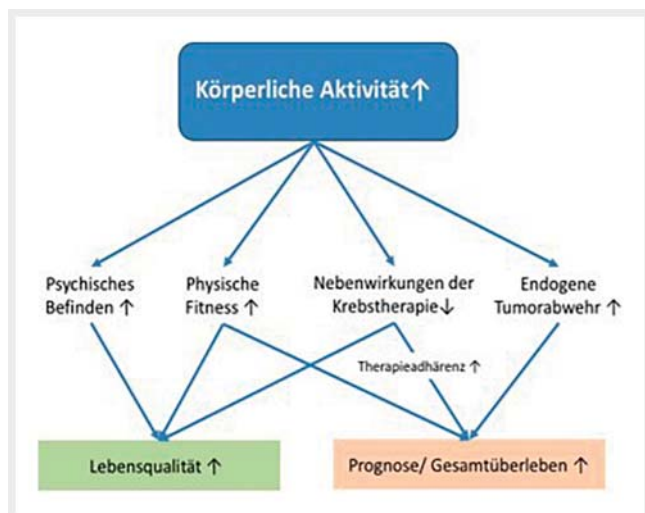 Körperliche Aktivität↑
Psychisches
Befinden ↑
Physische
Fitness ↑
Nebenwirkungen der
Krebstherapie↓
Endogene
Tumorabwehr ↑
Therapieadhärenz ↑
Lebensqualität ↑
Prognose/ Gesamtüberleben ↑